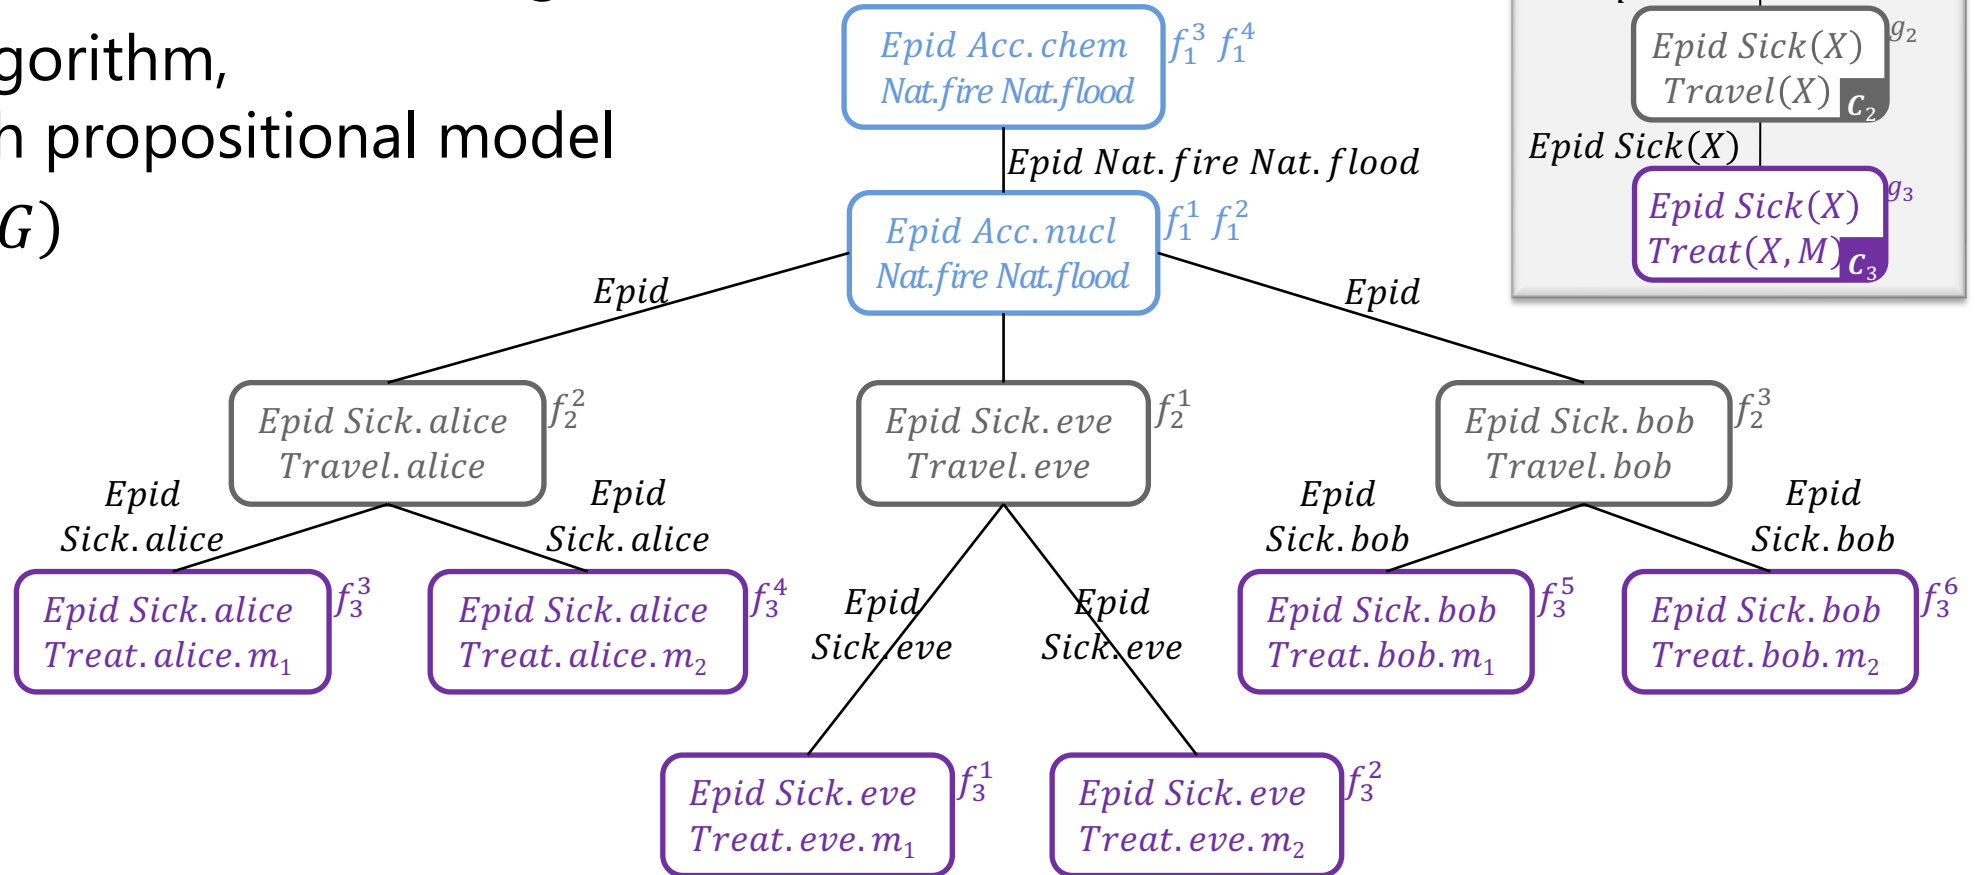 gorithm,
h propositional model
G)
Epid Acc.chem
Nat.fire Nat.flood
f₁³ f₁⁴
Epid Nat.fire Nat.flood
Epid Acc.nucl
Nat.fire Nat.flood
f₁¹ f₁²
Epid
Epid
Epid Sick.alice
Travel.alice
f₂²
Epid Sick.eve
Travel.eve
f₂¹
Epid Sick.bob
Travel.bob
f₂³
Epid
Sick.alice
Epid
Sick.alice
Epid
Sick.eve
Epid
Sick.eve
Epid
Sick.bob
Epid
Sick.bob
Epid Sick.alice
Treat.alice.m₁
f₃³
Epid Sick.alice
Treat.alice.m₂
f₃⁴
Epid Sick.bob
Treat.bob.m₁
f₃⁵
Epid Sick.bob
Treat.bob.m₂
f₃⁶
Epid Sick.eve
Treat.eve.m₁
f₃¹
Epid Sick.eve
Treat.eve.m₂
f₃²
Epid Sick(X)
Travel(X)
C₂
g₂
Epid Sick(X)
Epid Sick(X)
Treat(X, M)
C₃
g₃